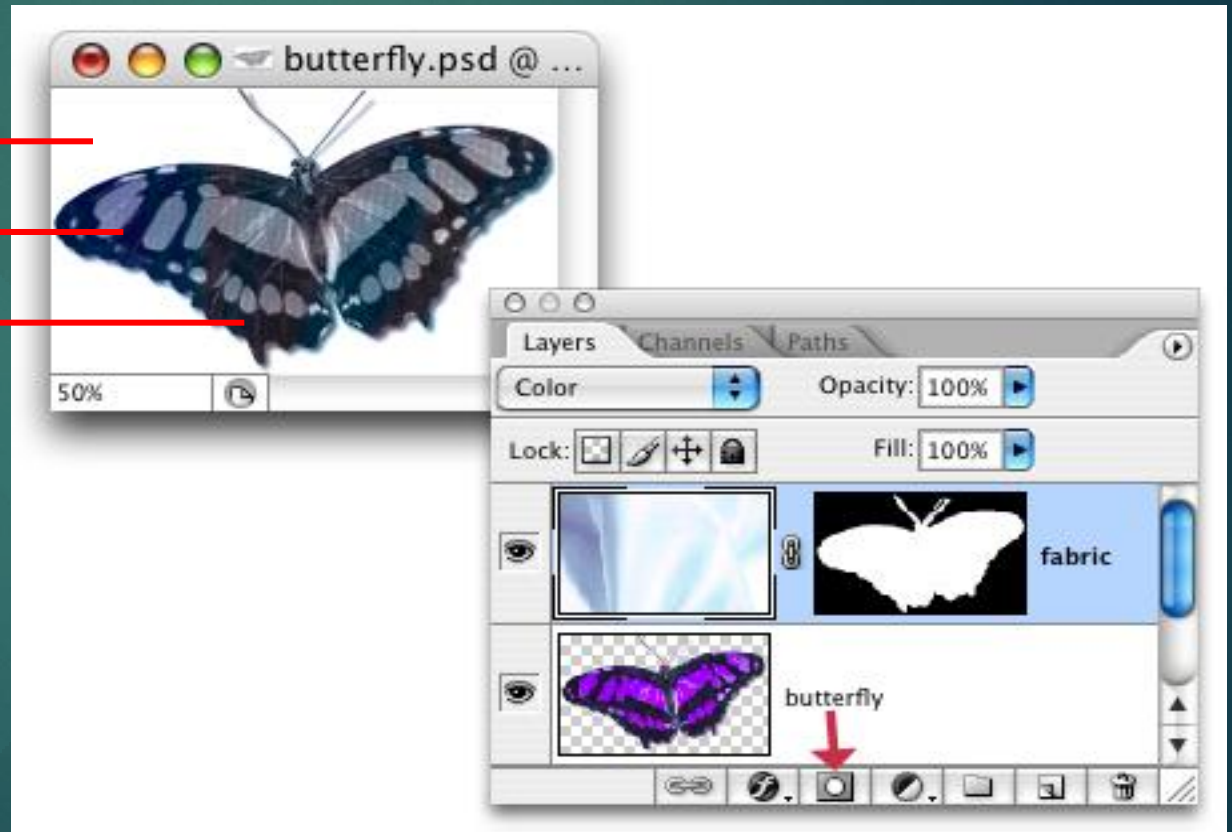 butterfly.psd @ ...
50%
Layers Channels Paths
Color Opacity: 100%
Lock: Fill: 100%
fabric
butterfly